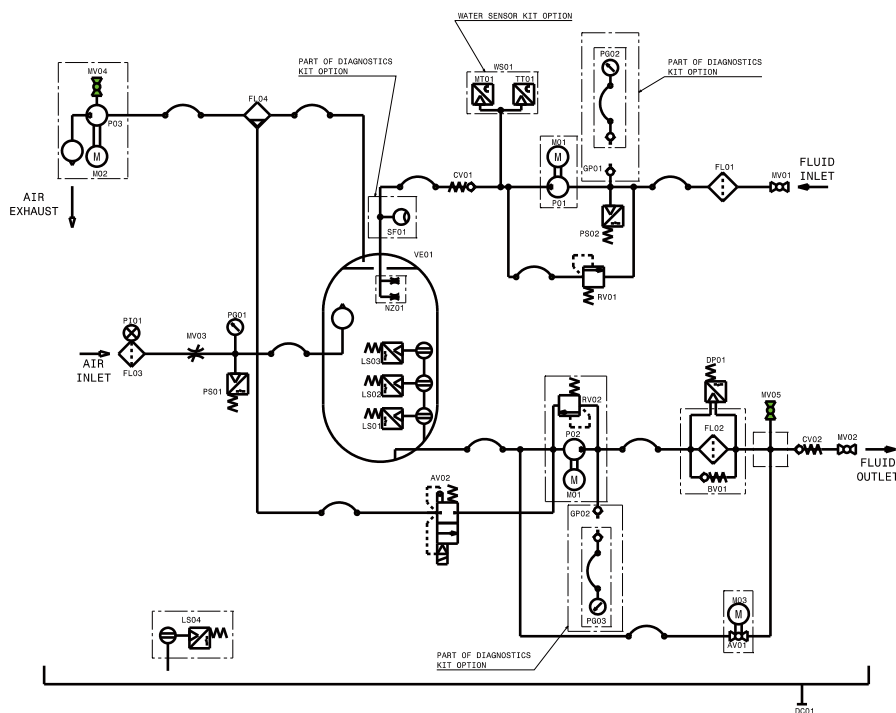 WATER SENSOR KIT OPTION
PART OF DIAGNOSTICS
KIT OPTION
WS01
MT01
TT01
PG02
PART OF DIAGNOSTICS
KIT OPTION
MV04
P03
M
M02
AIR
EXHAUST
FL04
CV01
M01
M
P01
GP01
PS02
FL01
FLUID
INLET
MV01
RV01
SF01
VE01
NZ01
PI01
FL03
AIR
INLET
MV03
PG01
PS01
LS03
LS02
LS01
RV02
P02
M
M01
DP01
FL02
BV01
MV05
CV02
MV02
FLUID
OUTLET
AV02
GP02
PG03
M03
M
AV01
LS04
PART OF DIAGNOSTICS
KIT OPTION
DC01